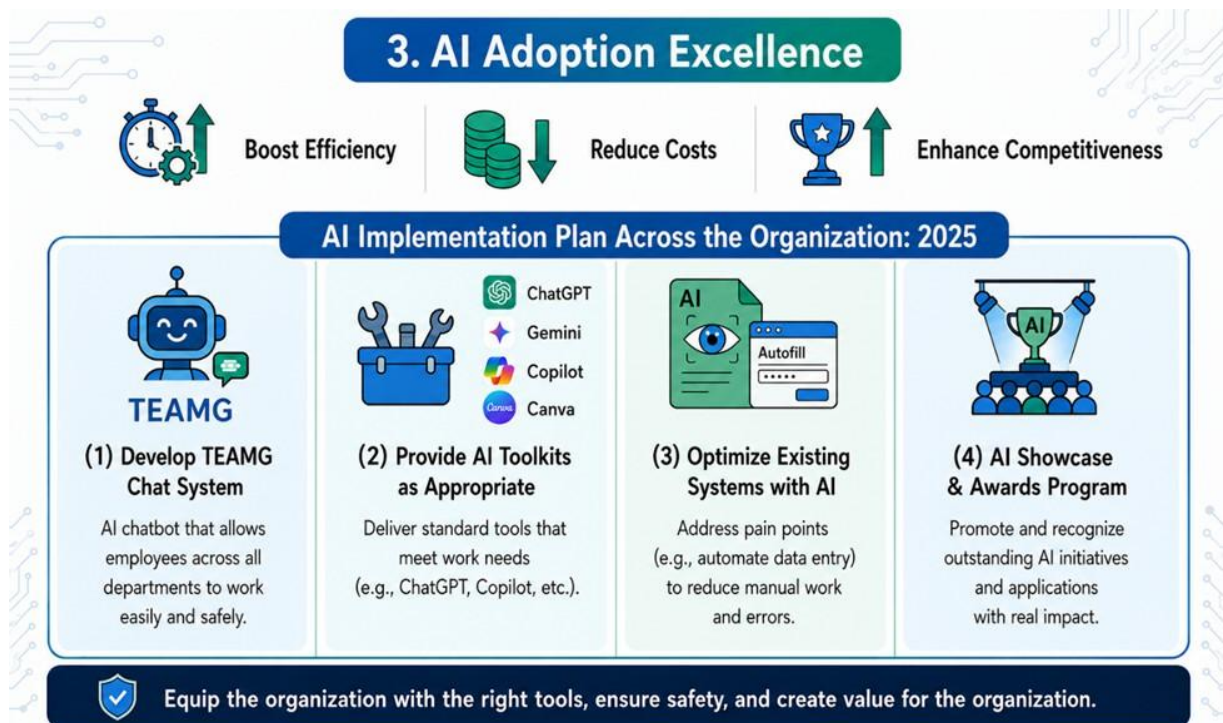 3. AI Adoption Excellence
Boost Efficiency
Reduce Costs
Enhance Competitiveness
AI Implementation Plan Across the Organization: 2025
TEAMG
(1) Develop TEAMG
Chat System
AI chatbot that allows
employees across all
departments to work
easily and safely.
ChatGPT
Gemini
Copilot
Canva
Canva
(2) Provide AI Toolkits
as Appropriate
Deliver standard tools that
meet work needs
(e.g., ChatGPT, Copilot, etc.).
AI
Autofill
(3) Optimize Existing
Systems with AI
Address pain points
(e.g., automate data entry)
to reduce manual work
and errors.
AI
(4) AI Showcase
& Awards Program
Promote and recognize
outstanding AI initiatives
and applications
with real impact.
Equip the organization with the right tools, ensure safety, and create value for the organization.